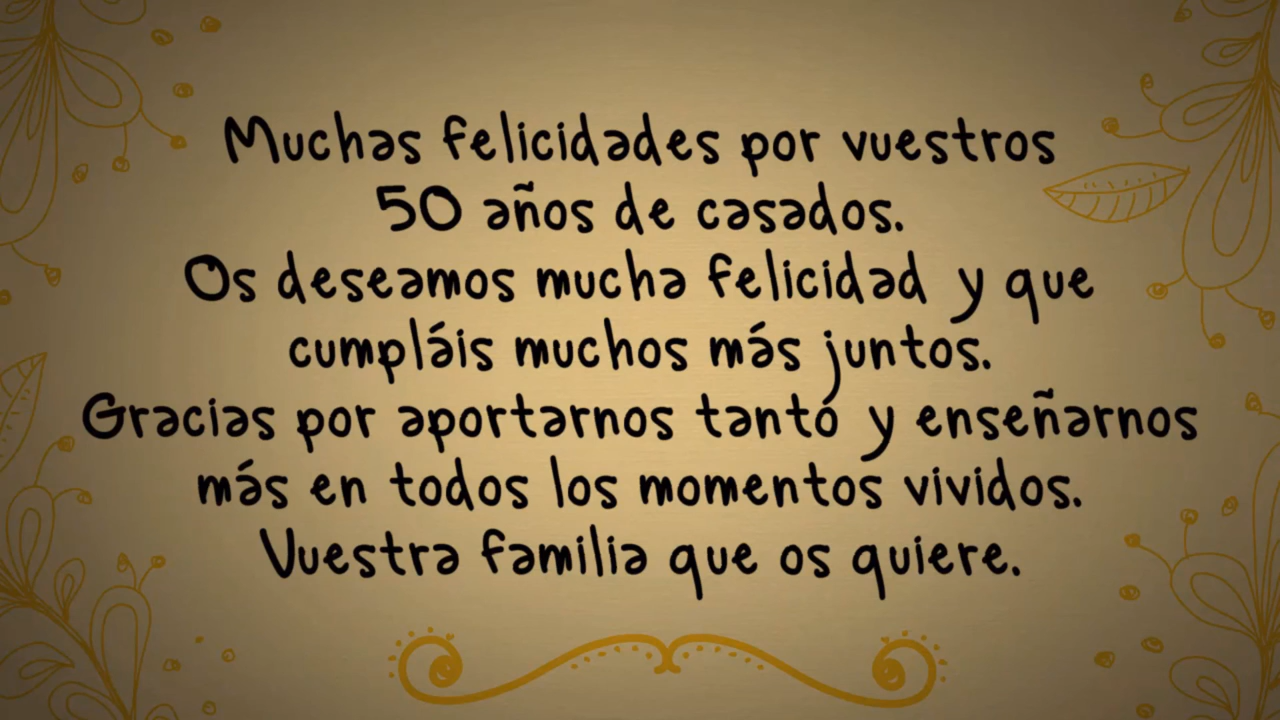 Muchas felicidades por vuestros
50 años de casados.
Os deseamos mucha felicidad y que
cumpláis muchos más juntos.
Gracias por aportarnos tanto y enseñarnos
más en todos los momentos vividos.
Vuestra familia que os quiere.